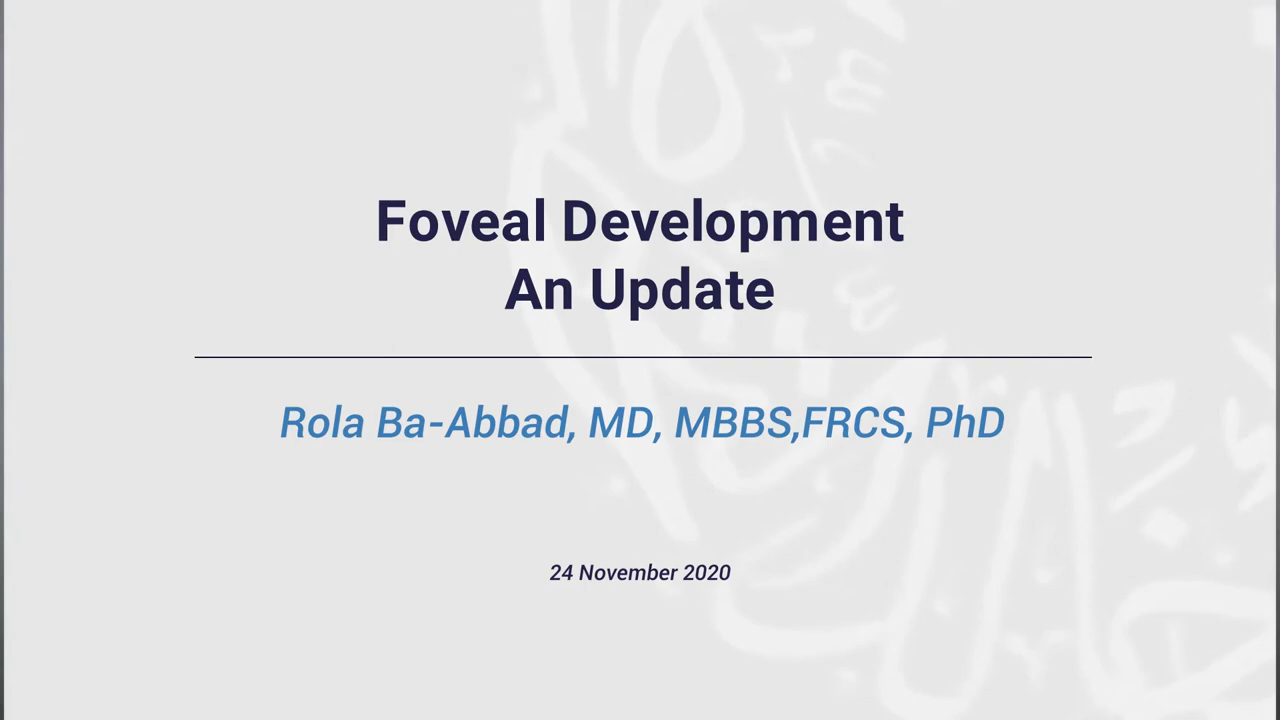 Foveal Development
An Update
Rola Ba-Abbad, MD, MBBS,FRCS, PhD
24 November 2020